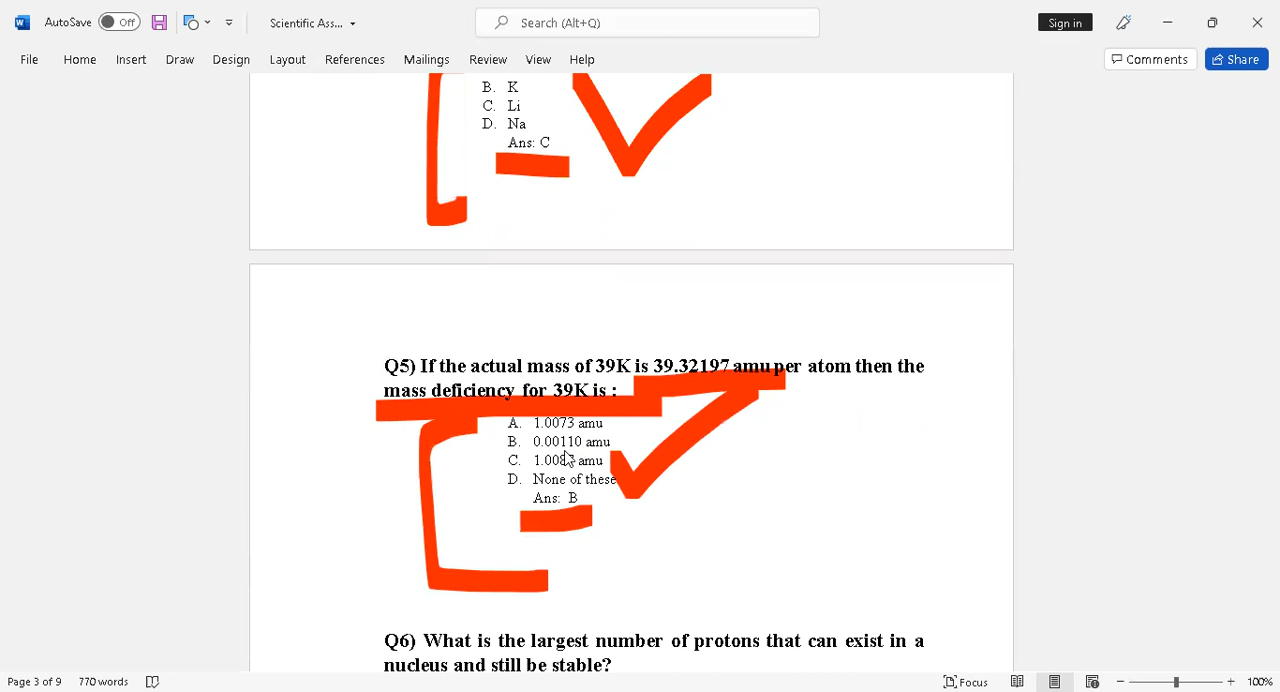 AutoSave Off Scientific Ass... Search (Alt+Q) Sign in
File Home Insert Draw Design Layout References Mailings Review View Help Comments Share
B. K
C. Li
D. Na
Ans: C
Q5) If the actual mass of 39K is 39.32197 amu per atom then the
mass deficiency for 39K is :
A. 1.0073 amu
B. 0.00110 amu
C. amu
D. None of these
Ans: B
Q6) What is the largest number of protons that can exist in a
nucleus and still be stable?
Page 3 of 9 770 words Focus 100%